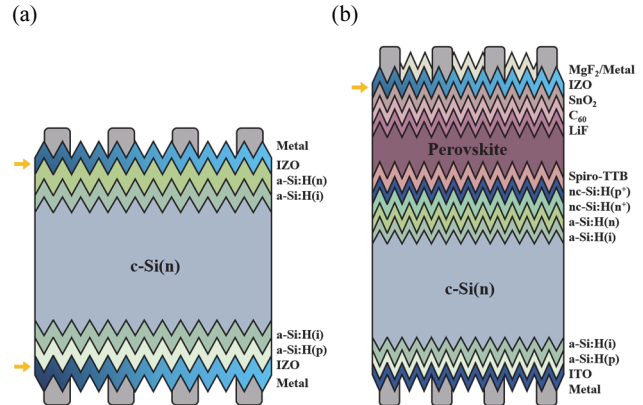 (a)
Metal
IZO
a-Si:H(n)
a-Si:H(i)
c-Si(n)
a-Si:H(i)
a-Si:H(p)
IZO
Metal
(b)
MgF₂/Metal
IZO
SnO₂
C₆₀
LiF
Perovskite
Spiro-TTB
nc-Si:H(p⁺)
nc-Si:H(n⁺)
a-Si:H(n)
a-Si:H(i)
c-Si(n)
a-Si:H(i)
a-Si:H(p)
ITO
Metal